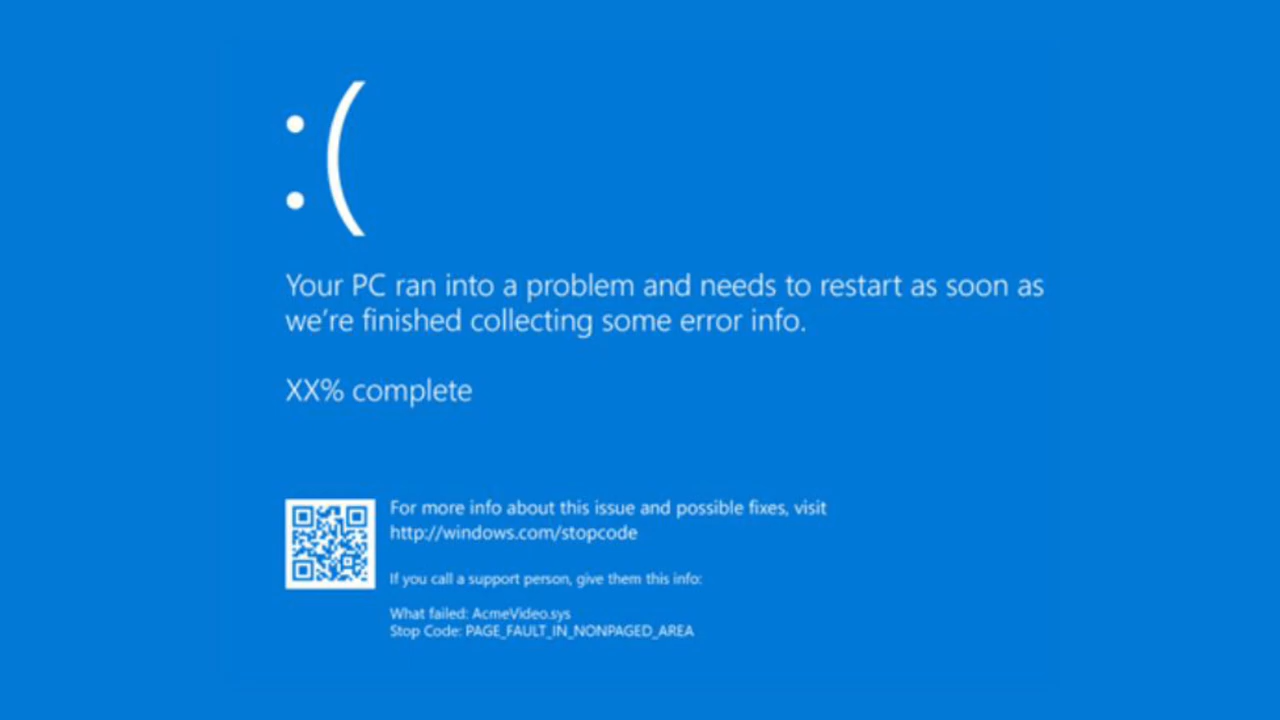 :(
Your PC ran into a problem and needs to restart as soon as
we're finished collecting some error info.
XX% complete
For more info about this issue and possible fixes, visit
http://windows.com/stopcode
If you call a support person, give them this info:
What failed: AcmeVideo.sys
Stop Code: PAGE_FAULT_IN_NONPAGED_AREA